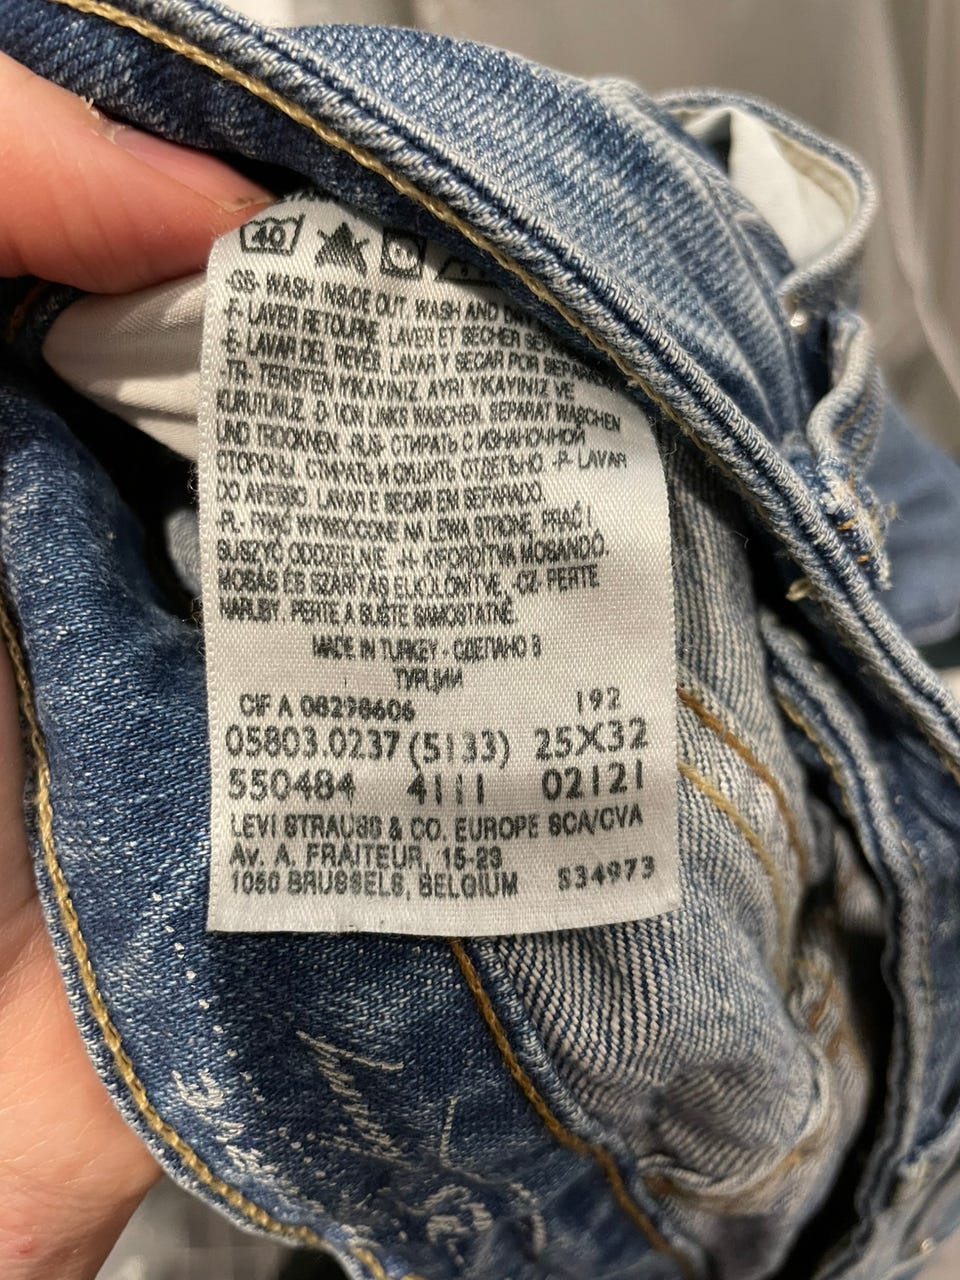 40
-GB- WASH INSIDE OUT. WASH AND DRY
-F- LAVER RETOURNE. LAVER ET SECHER
-E- LAVAR DEL REVÉS. LAVAR Y SECAR POR SEPARADO.
-TR- TERSTEN YIKAYINIZ. AYRI YIKAYINIZ VE
KURUTUNUZ. -D- VON LINKS WASCHEN. SEPARAT WASCHEN
UND TROCKNEN. -RUS- СТИРАТЬ С ИЗНАНОЧНОЙ
СТОРОНЫ. СТИРАТЬ И СУШИТЬ ОТДЕЛЬНО. -P- LAVAR
DO AVESSO. LAVAR E SECAR EM SEPARADO.
-PL- PRAĆ WYWRÓCONE NA LEWĄ STRONĘ, PRAĆ I
SUSZYĆ ODDZIELNIE. -H- KIFORDÍTVA MOSANDÓ.
MOSÁS ÉS SZÁRÍTÁS ELKÜLÖNÍTVE. -CZ- PERTE
NARUBY. PERTE A SUŠTE SAMOSTATNĚ.
MADE IN TURKEY - СДЕЛАНО В
ТУРЦИИ
CIF A 08298606 192
05803.0237 (5133) 25X32
550484 4111 02121
LEVI STRAUSS & CO. EUROPE SCA/CVA
Av. A. FRAITEUR, 15-23
1050 BRUSSELS, BELGIUM S34973